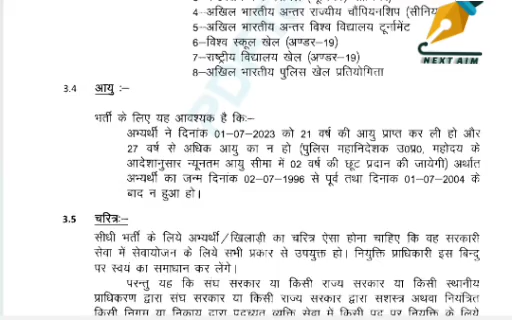 4–अखिल भारतीय अन्तर राज्यीय चौंपियनशिप (सीनिय
5–अखिल भारतीय अन्तर विश्व विद्यालय टूर्नामेंट
6–विश्व स्कूल खेल (अण्डर–19)
7–राष्ट्रीय विद्यालय खेल (अण्डर–19)
8–अखिल भारतीय पुलिस खेल प्रतियोगिता
NEXT AIM
3.4 आयु :–
भर्ती के लिए यह आवश्यक है कि:–
अभ्यर्थी ने दिनांक 01–07–2023 को 21 वर्ष की आयु प्राप्त कर ली हो और
27 वर्ष से अधिक आयु का न हो (पुलिस महानिदेशक उ0प्र0, महोदय के
आदेशानुसार न्यूनतम आयु सीमा में 02 वर्ष की छूट प्रदान की जायेगी) अर्थात
अभ्यर्थी का जन्म दिनांक 02–07–1996 से पूर्व तथा दिनांक 01–07–2004 के
बाद न हुआ हो।
3.5 चरित्र:–
सीधी भर्ती के लिये अभ्यर्थी/खिलाड़ी का चरित्र ऐसा होना चाहिए कि वह सरकारी
सेवा में सेवायोजन के लिये सभी प्रकार से उपयुक्त हो। नियुक्ति प्राधिकारी इस बिन्दु
पर स्वयं का समाधान कर लेंगे।
परन्तु यह कि संघ सरकार या किसी राज्य सरकार या किसी स्थानीय
प्राधिकरण द्वारा संघ सरकार या किसी राज्य सरकार द्वारा सशस्त्र अथवा नियंत्रित
किसी निगम या निकाय द्वारा पदच्युत व्यक्ति सेवा में किसी पद पर नियुक्ति के लिये